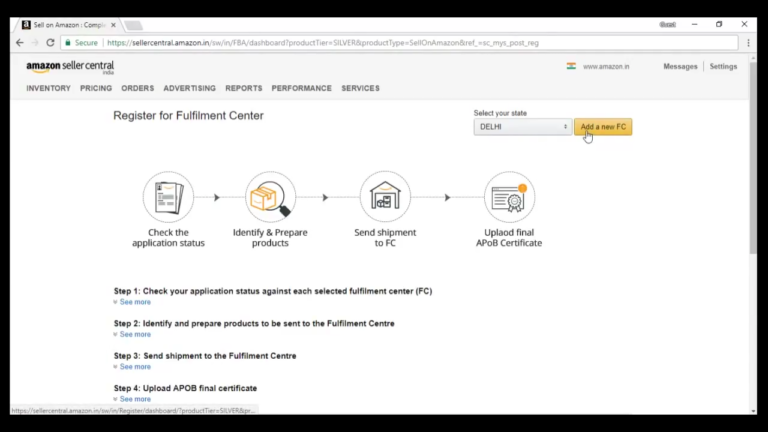 Sell on Amazon : Comple
Guest
Secure
https://sellercentral.amazon.in/sw/in/FBA/dashboard?productTier=SILVER&productType=SellOnAmazon&ref_=sc_mys_post_reg
amazon seller central
india
www.amazon.in
Messages
Settings
INVENTORY PRICING ORDERS ADVERTISING REPORTS PERFORMANCE SERVICES
Register for Fulfilment Center
Select your state
DELHI
Add a new FC
Check the
application status
Identify & Prepare
products
Send shipment
to FC
Uplaod final
APoB Certificate
Step 1: Check your application status against each selected fulfilment center (FC)
See more
Step 2: Identify and prepare products to be sent to the Fulfilment Centre
See more
Step 3: Send shipment to the Fulfilment Centre
See more
Step 4: Upload APOB final certificate
See more
https://sellercentral.amazon.in/sw/in/Register/dashboard/?productTier=SILVER&pr...